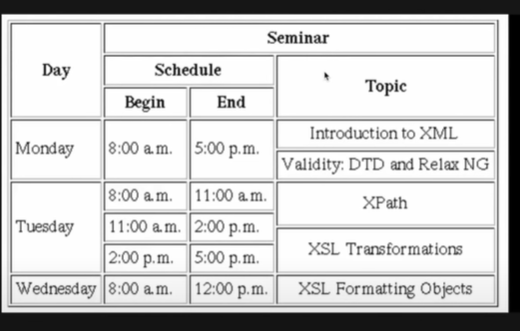 Seminar
Day
Schedule
Topic
Begin End
Monday 8:00 a.m. 5:00 p.m. Introduction to XML
Validity: DTD and Relax NG
Tuesday 8:00 a.m. 11:00 a.m. XPath
11:00 a.m. 2:00 p.m.
XSL Transformations
2:00 p.m. 5:00 p.m.
Wednesday 8:00 a.m. 12:00 p.m. XSL Formatting Objects